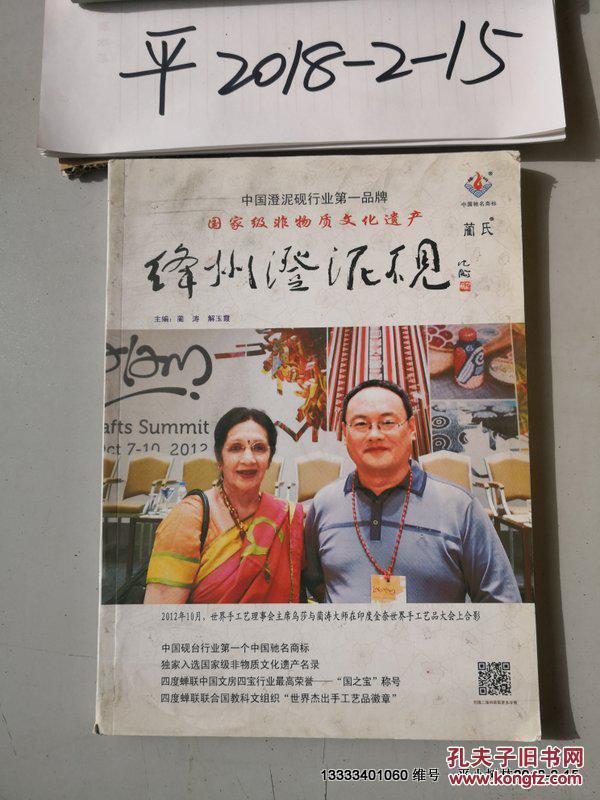 平2018-2-15
中国澄泥砚行业第一品牌
国家级非物质文化遗产
中国驰名商标
蔺氏
绛州澄泥砚
主编：蔺 涛 解玉霞
afts Summit
ct 7-10, 2012
2012年10月，世界手工艺理事会主席乌莎与蔺涛大师在印度金奈世界手工艺品大会上合影
中国砚台行业第一个中国驰名商标
独家入选国家级非物质文化遗产名录
四度蝉联中国文房四宝行业最高荣誉——“国之宝”称号
四度蝉联联合国教科文组织“世界杰出手工艺品徽章”
孔夫子旧书网
13333401060 维号